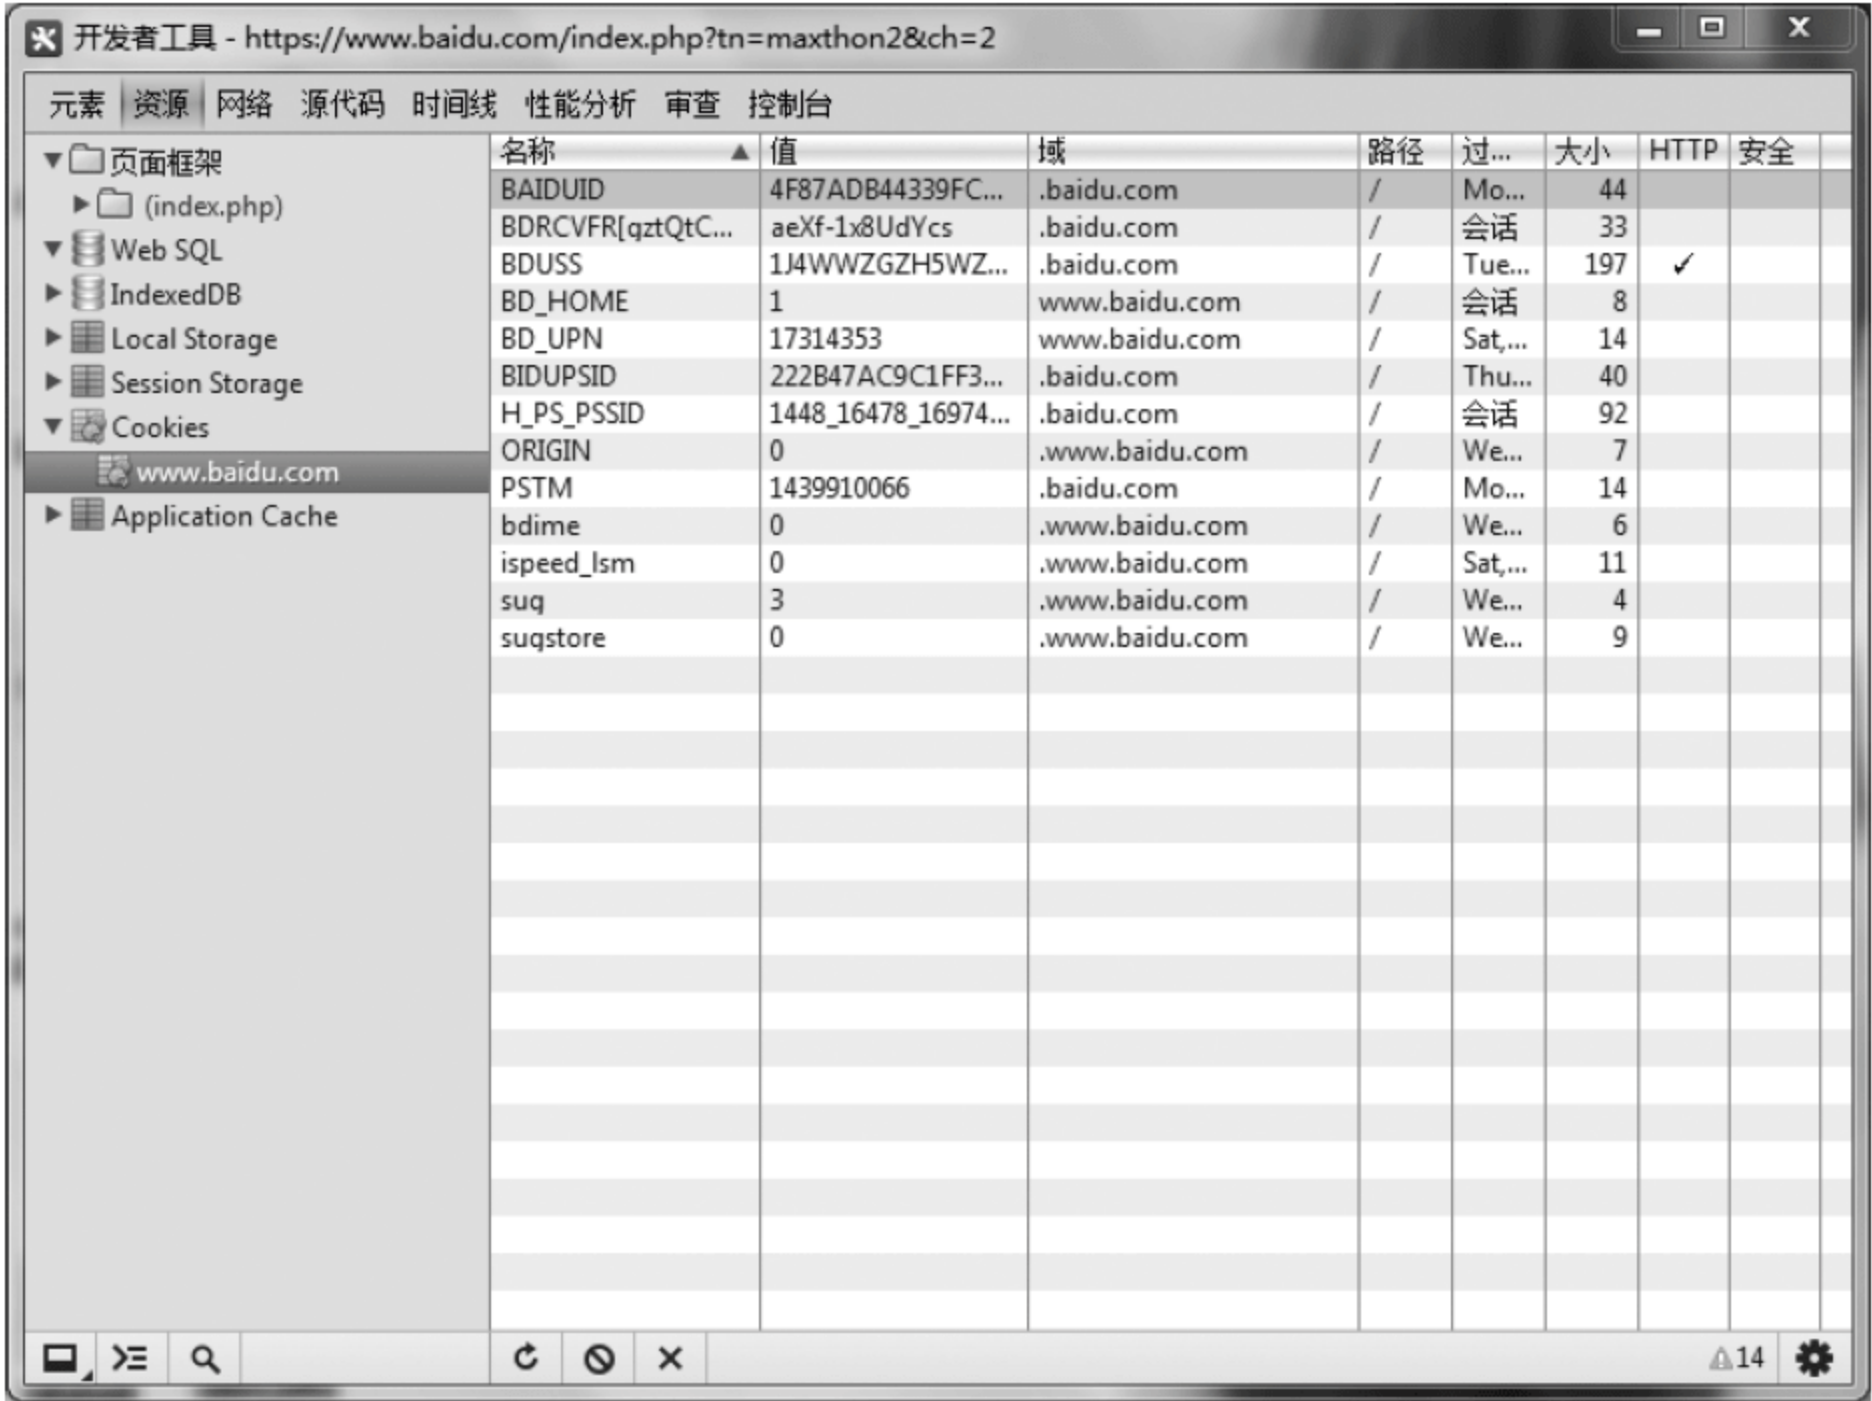 开发者工具 - https://www.baidu.com/index.php?tn=maxthon2&ch=2
元素 资源 网络 源代码 时间线 性能分析 审查 控制台
页面框架
(index.php)
Web SQL
IndexedDB
Local Storage
Session Storage
Cookies
www.baidu.com
Application Cache
名称 值 域 路径 过... 大小 HTTP 安全
BAIDUID 4F87ADB44339FC... .baidu.com / Mo... 44
BDRCVFR[gztQtC... aeXf-1x8UdYcs .baidu.com / 会话 33
BDUSS 1J4WWZGZH5WZ... .baidu.com / Tue... 197 ✓
BD_HOME 1 www.baidu.com / 会话 8
BD_UPN 17314353 www.baidu.com / Sat,... 14
BIDUPSID 222B47AC9C1FF3... .baidu.com / Thu... 40
H_PS_PSSID 1448_16478_16974... .baidu.com / 会话 92
ORIGIN 0 .www.baidu.com / We... 7
PSTM 1439910066 .baidu.com / Mo... 14
bdime 0 .www.baidu.com / We... 6
ispeed_lsm 0 .www.baidu.com / Sat,... 11
sug 3 .www.baidu.com / We... 4
sugstore 0 .www.baidu.com / We... 9
14